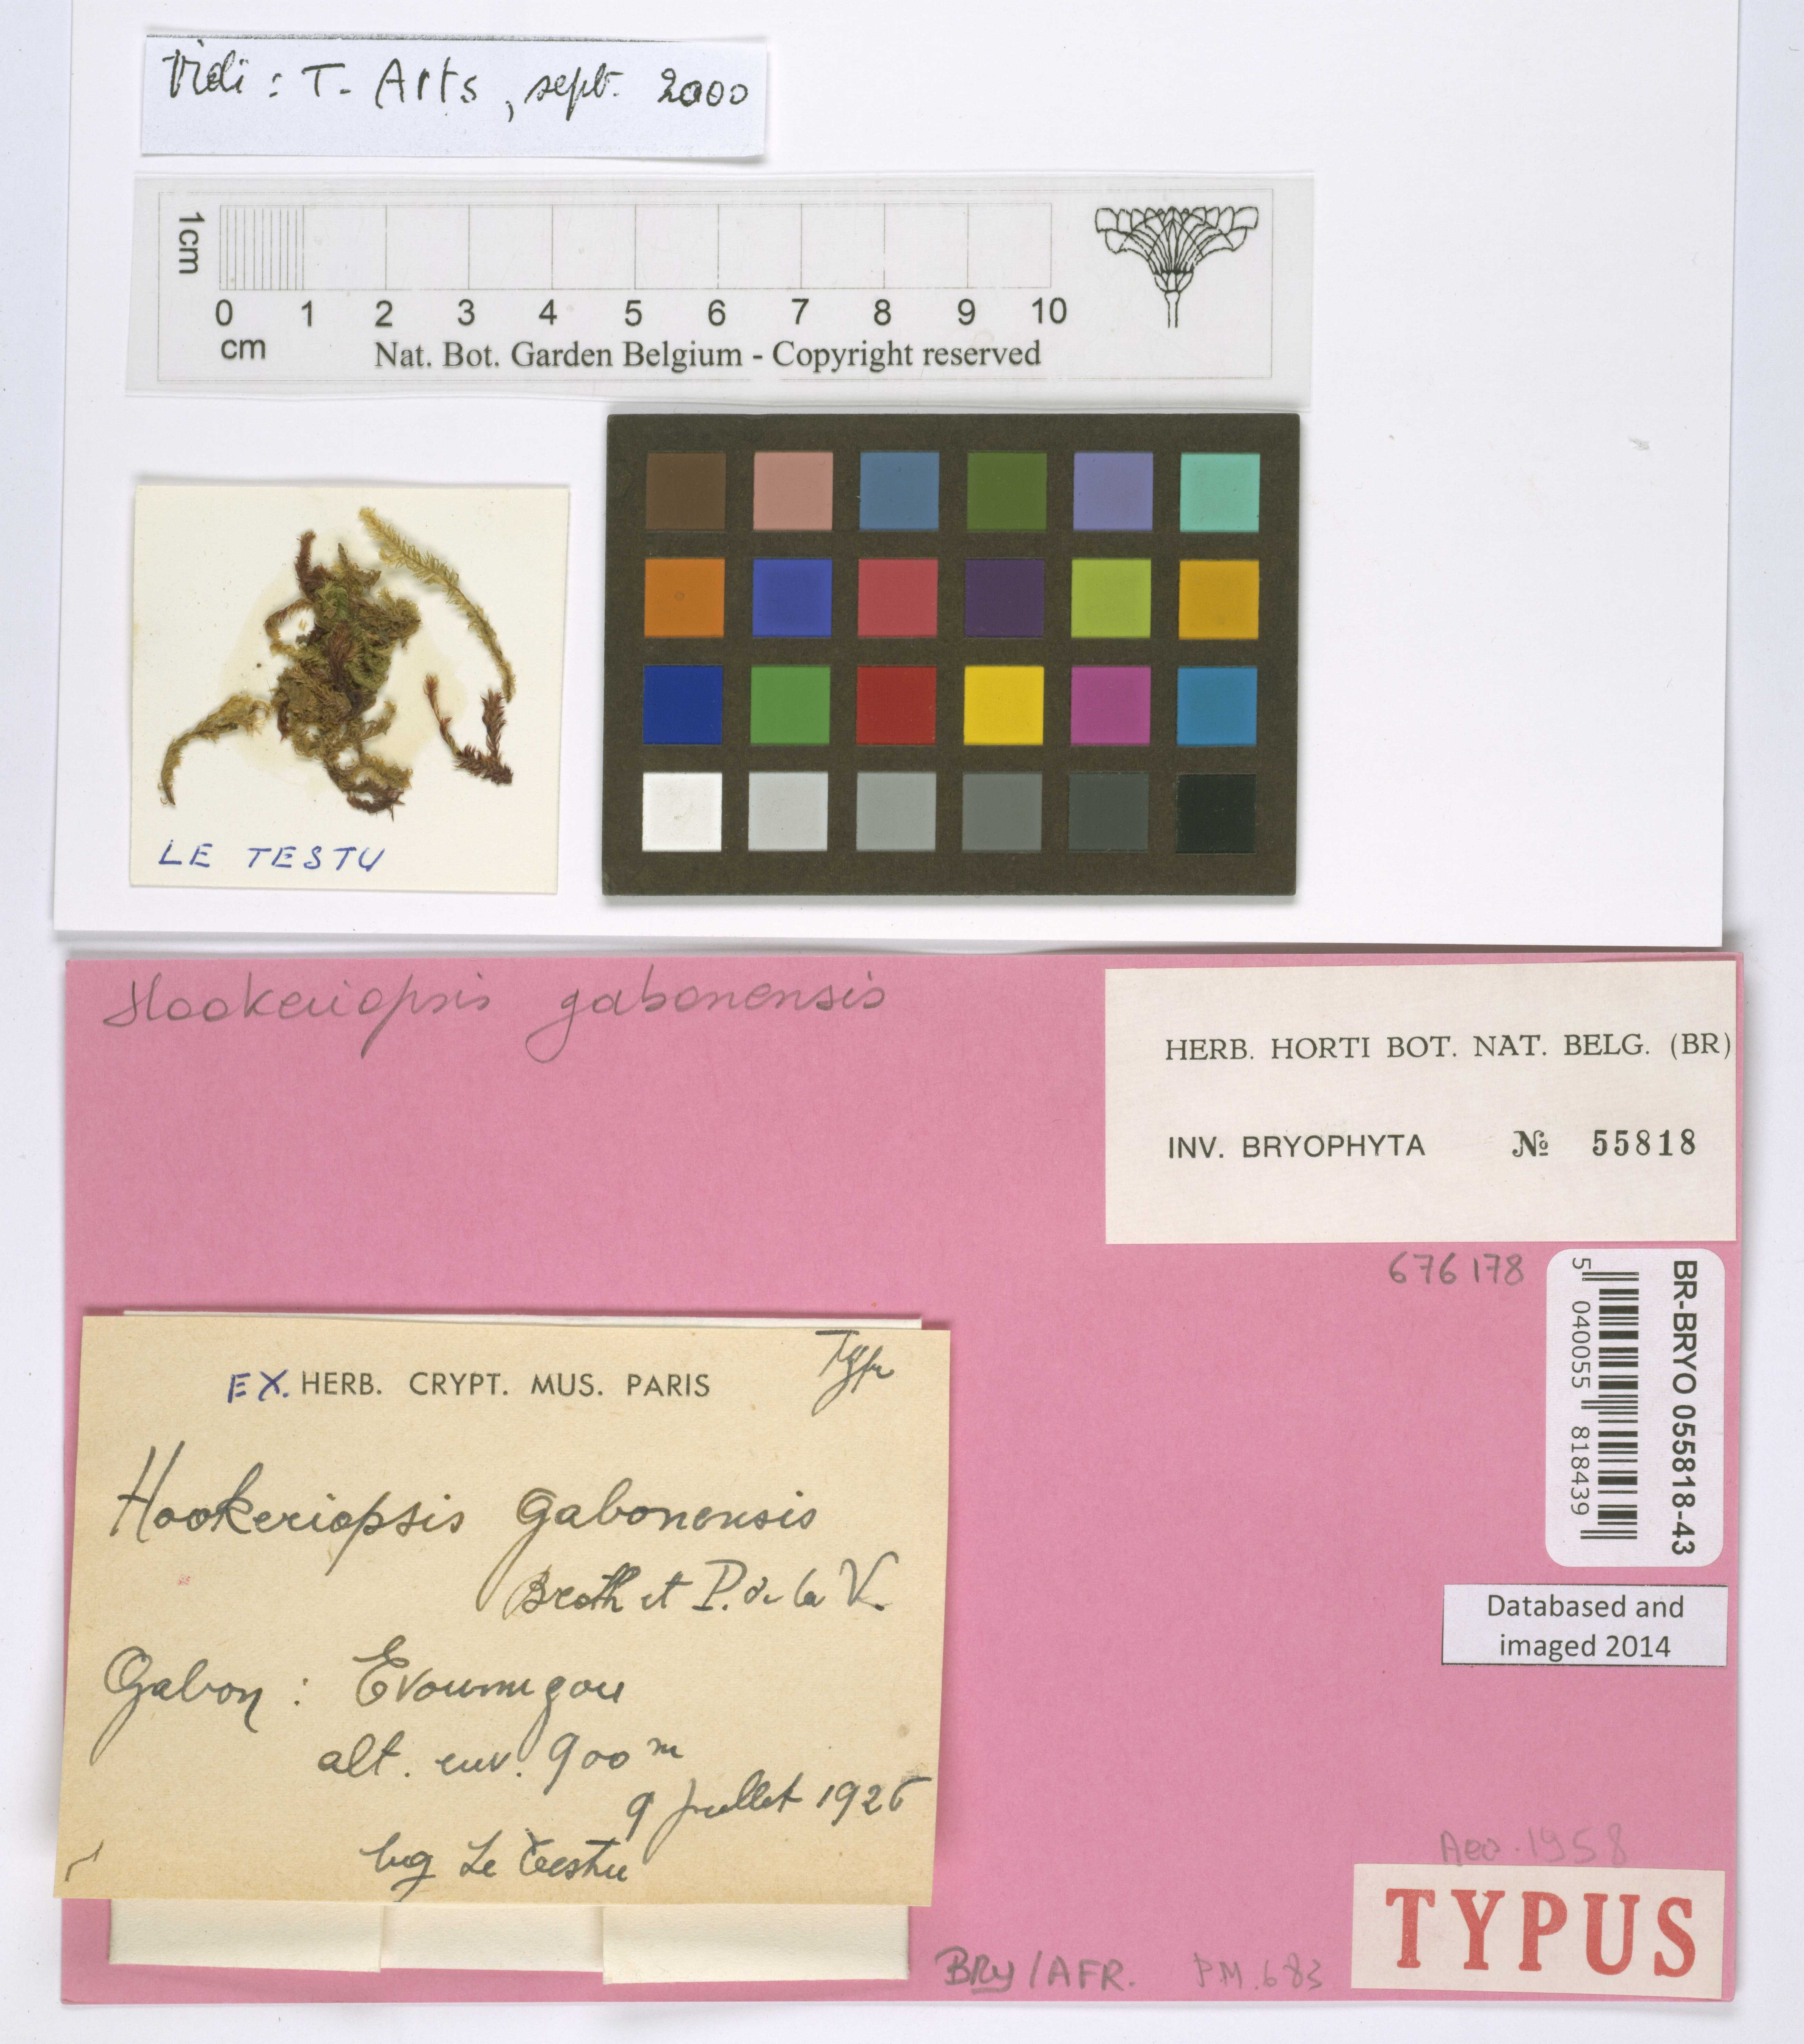 Vidi : T. Arts, sept. 2000
1cm
0 1 2 3 4 5 6 7 8 9 10
cm
Nat. Bot. Garden Belgium - Copyright reserved
LE TESTU
Hookeriopsis gabonensis
HERB. HORTI BOT. NAT. BELG. (BR)
INV. BRYOPHYTA № 55818
676178
BR-BRYO 055818-43
5 040055 818439
Databased and
imaged 2014
Type
EX. HERB. CRYPT. MUS. PARIS
Hookeriopsis gabonensis
Broth et P. de la V.
Gabon : Evoumgou
alt. env. 900 m
9 juillet 1926
leg Le Testu
Acq. 1958
TYPUS
BRY / AFR. PM.683